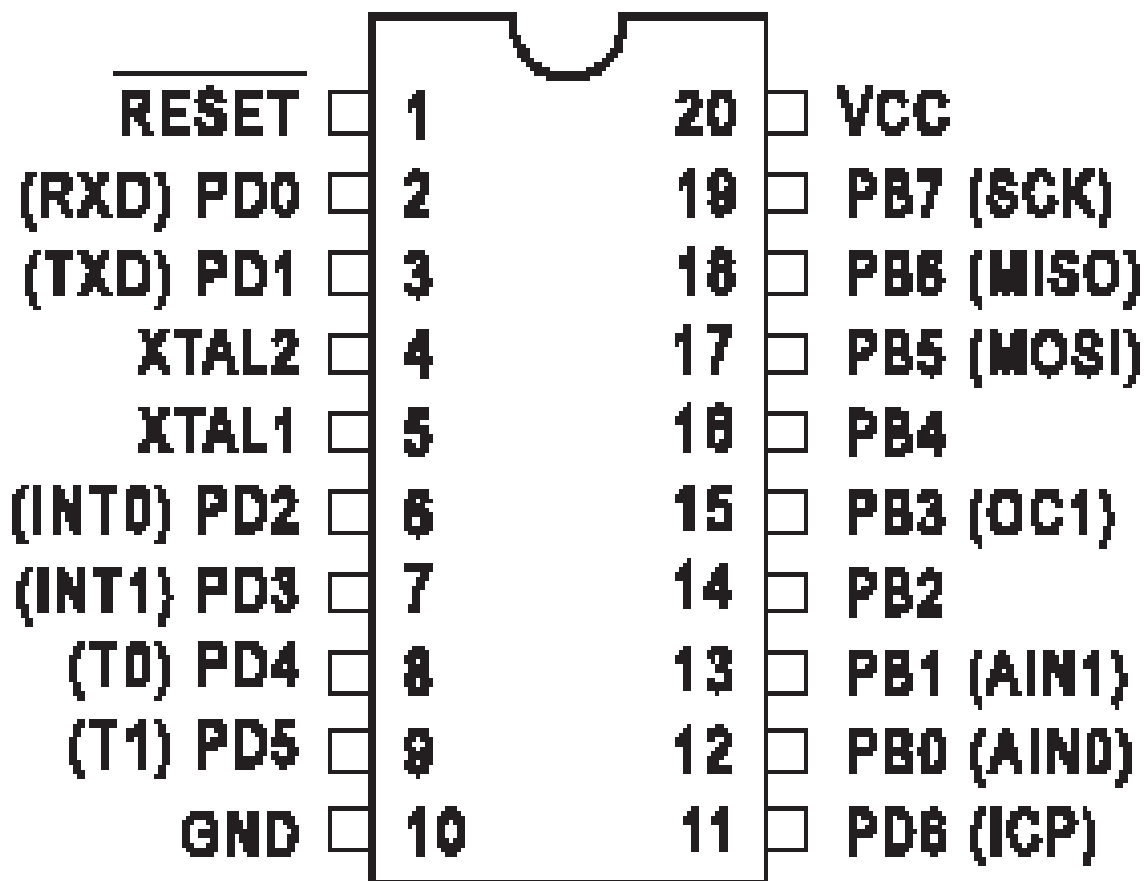 RESET 1 20 VCC
(RXD) PD0 2 19 PB7 (SCK)
(TXD) PD1 3 18 PB6 (MISO)
XTAL2 4 17 PB5 (MOSI)
XTAL1 5 16 PB4
(INT0) PD2 6 15 PB3 (OC1)
(INT1) PD3 7 14 PB2
(T0) PD4 8 13 PB1 (AIN1)
(T1) PD5 9 12 PB0 (AIN0)
GND 10 11 PD6 (ICP)